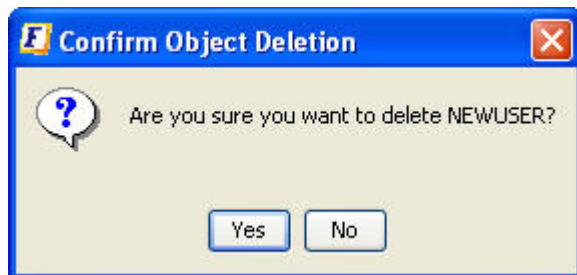 F Confirm Object Deletion
? Are you sure you want to delete NEWUSER?
Yes No